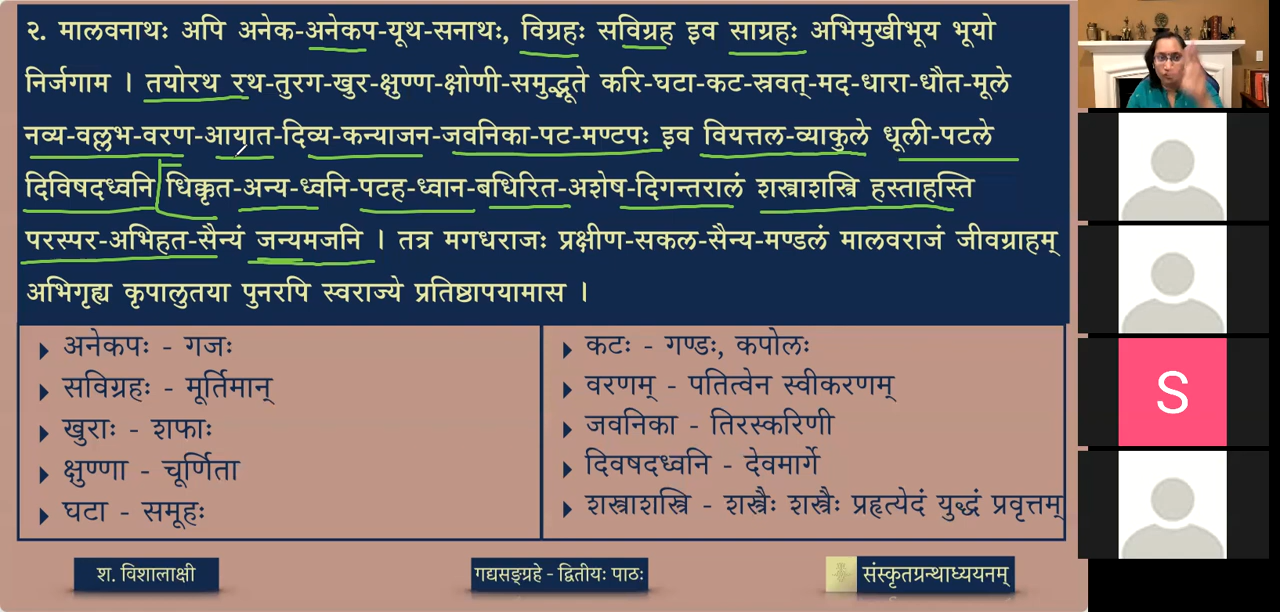 २. मालवनाथः अपि अनेक-अनेकप-यूथ-सनाथः, विग्रहः सविग्रह इव साग्रहः अभिमुखीभूय भूयो
निर्जगाम । तयोरथ रथ-तुरग-खुर-क्षुण्ण-क्षोणी-समुद्भूते करि-घटा-कट-स्रवत्-मद-धारा-धौत-मूले
नव्य-वल्लभ-वरण-आयात-दिव्य-कन्याजन-जवनिका-पट-मण्टपः इव वियत्तल-व्याकुले धूली-पटले
दिविषदध्वनि धिक्कृत-अन्य-ध्वनि-पटह-ध्वान-बधिरित-अशेष-दिगन्तरालं शस्त्राशस्त्रि हस्ताहस्ति
परस्पर-अभिहत-सैन्यं जन्यमजनि । तत्र मगधराजः प्रक्षीण-सकल-सैन्य-मण्डलं मालवराजं जीवग्राहम्
अभिगृह्य कृपालुतया पुनरपि स्वराज्ये प्रतिष्ठापयामास ।
अनेकपः - गजः
सविग्रहः - मूर्तिमान्
खुराः - शफाः
क्षुण्णा - चूर्णिता
घटा - समूहः
कटः - गण्डः, कपोलः
वरणम् - पतित्वेन स्वीकरणम्
जवनिका - तिरस्करिणी
दिवषदध्वनि - देवमार्गे
शस्त्राशस्त्रि - शस्त्रैः शस्त्रैः प्रहृत्येदं युद्धं प्रवृत्तम्
श. विशालाक्षी
गद्यसङ्ग्रहे - द्वितीयः पाठः
संस्कृतग्रन्थाध्ययनम्
S